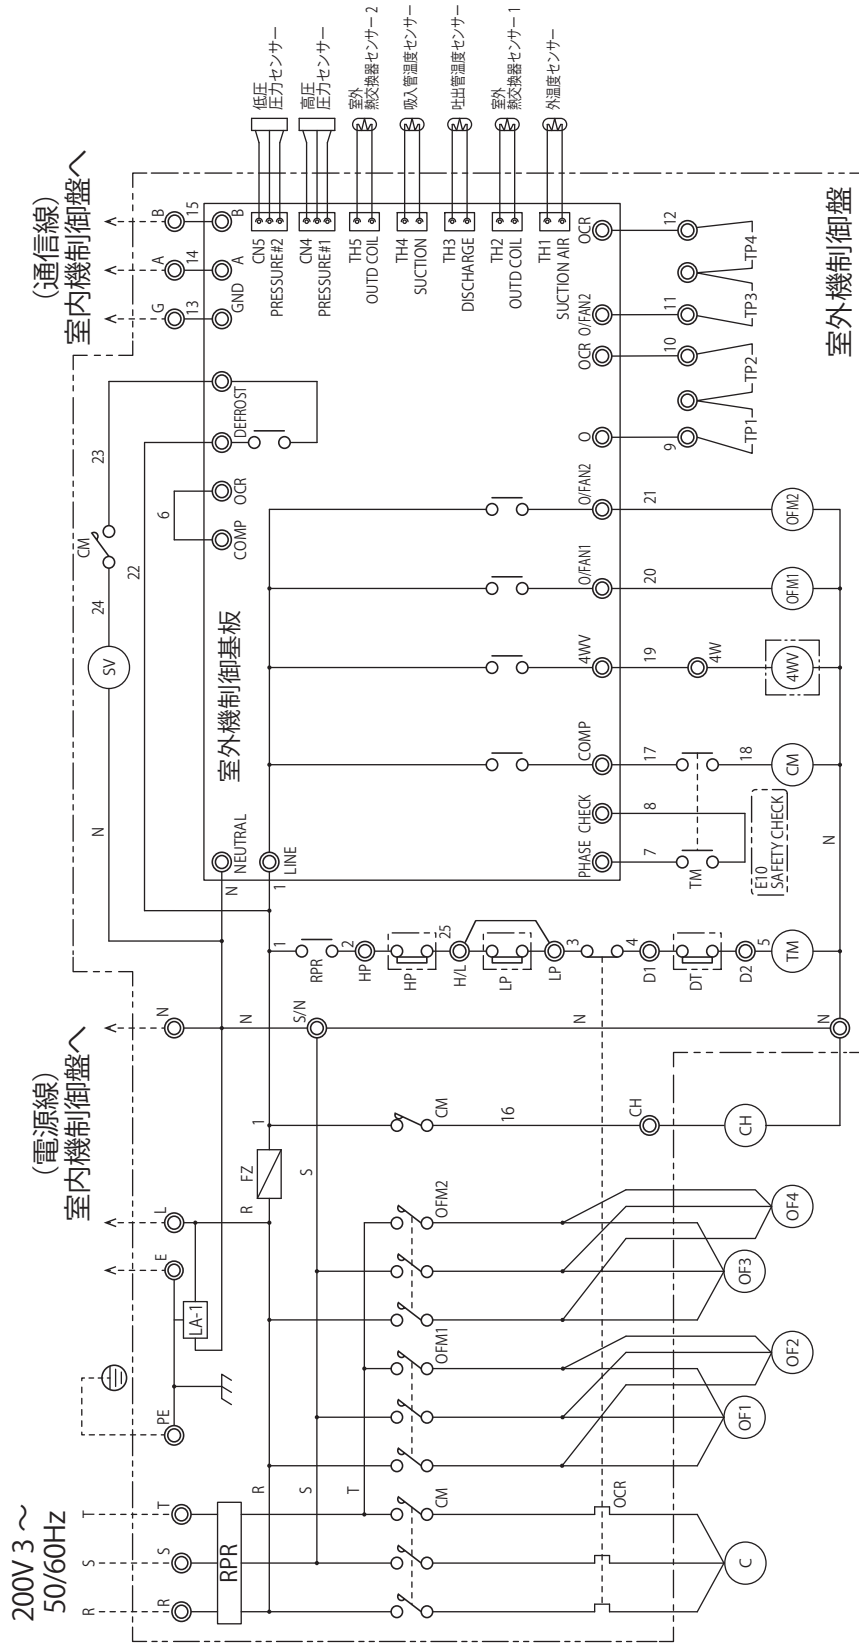 200V 3 ～
50/60Hz
R
S
T
R
S
T
RPR
R
S
T
CM
OCR
C
PE
E
L
LA-1
(電源線)
室内機制御盤へ
N
R
FZ
1
S
OFM1
OFM2
OF1
OF2
OF3
OF4
CM
16
CH
CH
N
S/N
N
N
1
RPR
2
HP
HP
25
H/L
LP
LP
3
4
D1
DT
D2
5
TM
N
N
SV
24
CM
23
22
N
1
NEUTRAL
LINE
室外機制御基板
6
COMP
OCR
DEFROST
(通信線)
室内機制御盤へ
G
A
B
13
14
15
GND
A
B
PHASE CHECK
7
8
TM
E10
SAFETY CHECK
COMP
17
18
CM
4WV
19
4W
4WV
O/FAN1
20
OFM1
O/FAN2
21
OFM2
O
OCR
O/FAN2
OCR
9
10
11
12
TP1
TP2
TP3
TP4
CN5
PRESSURE#2
低圧
圧力センサー
CN4
PRESSURE#1
高圧
圧力センサー
TH5
OUTD COIL
室外
熱交換器センサー 2
TH4
SUCTION
吸入管温度センサー
TH3
DISCHARGE
吐出管温度センサー
TH2
OUTD COIL
室外
熱交換器センサー 1
TH1
SUCTION AIR
外温度センサー
室外機制御盤